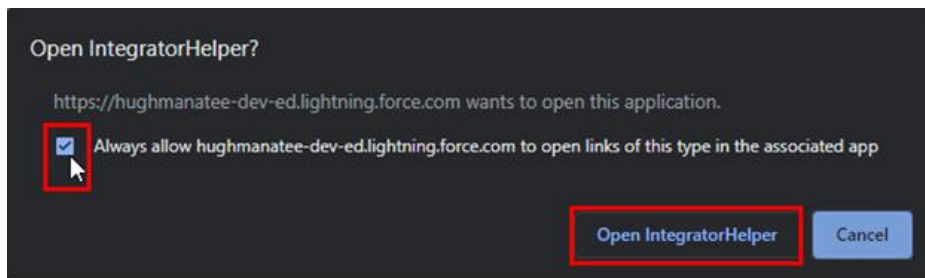 Open IntegratorHelper?
https://hughmanatee-dev-ed.lightning.force.com wants to open this application.
Always allow hughmanatee-dev-ed.lightning.force.com to open links of this type in the associated app
Open IntegratorHelper
Cancel